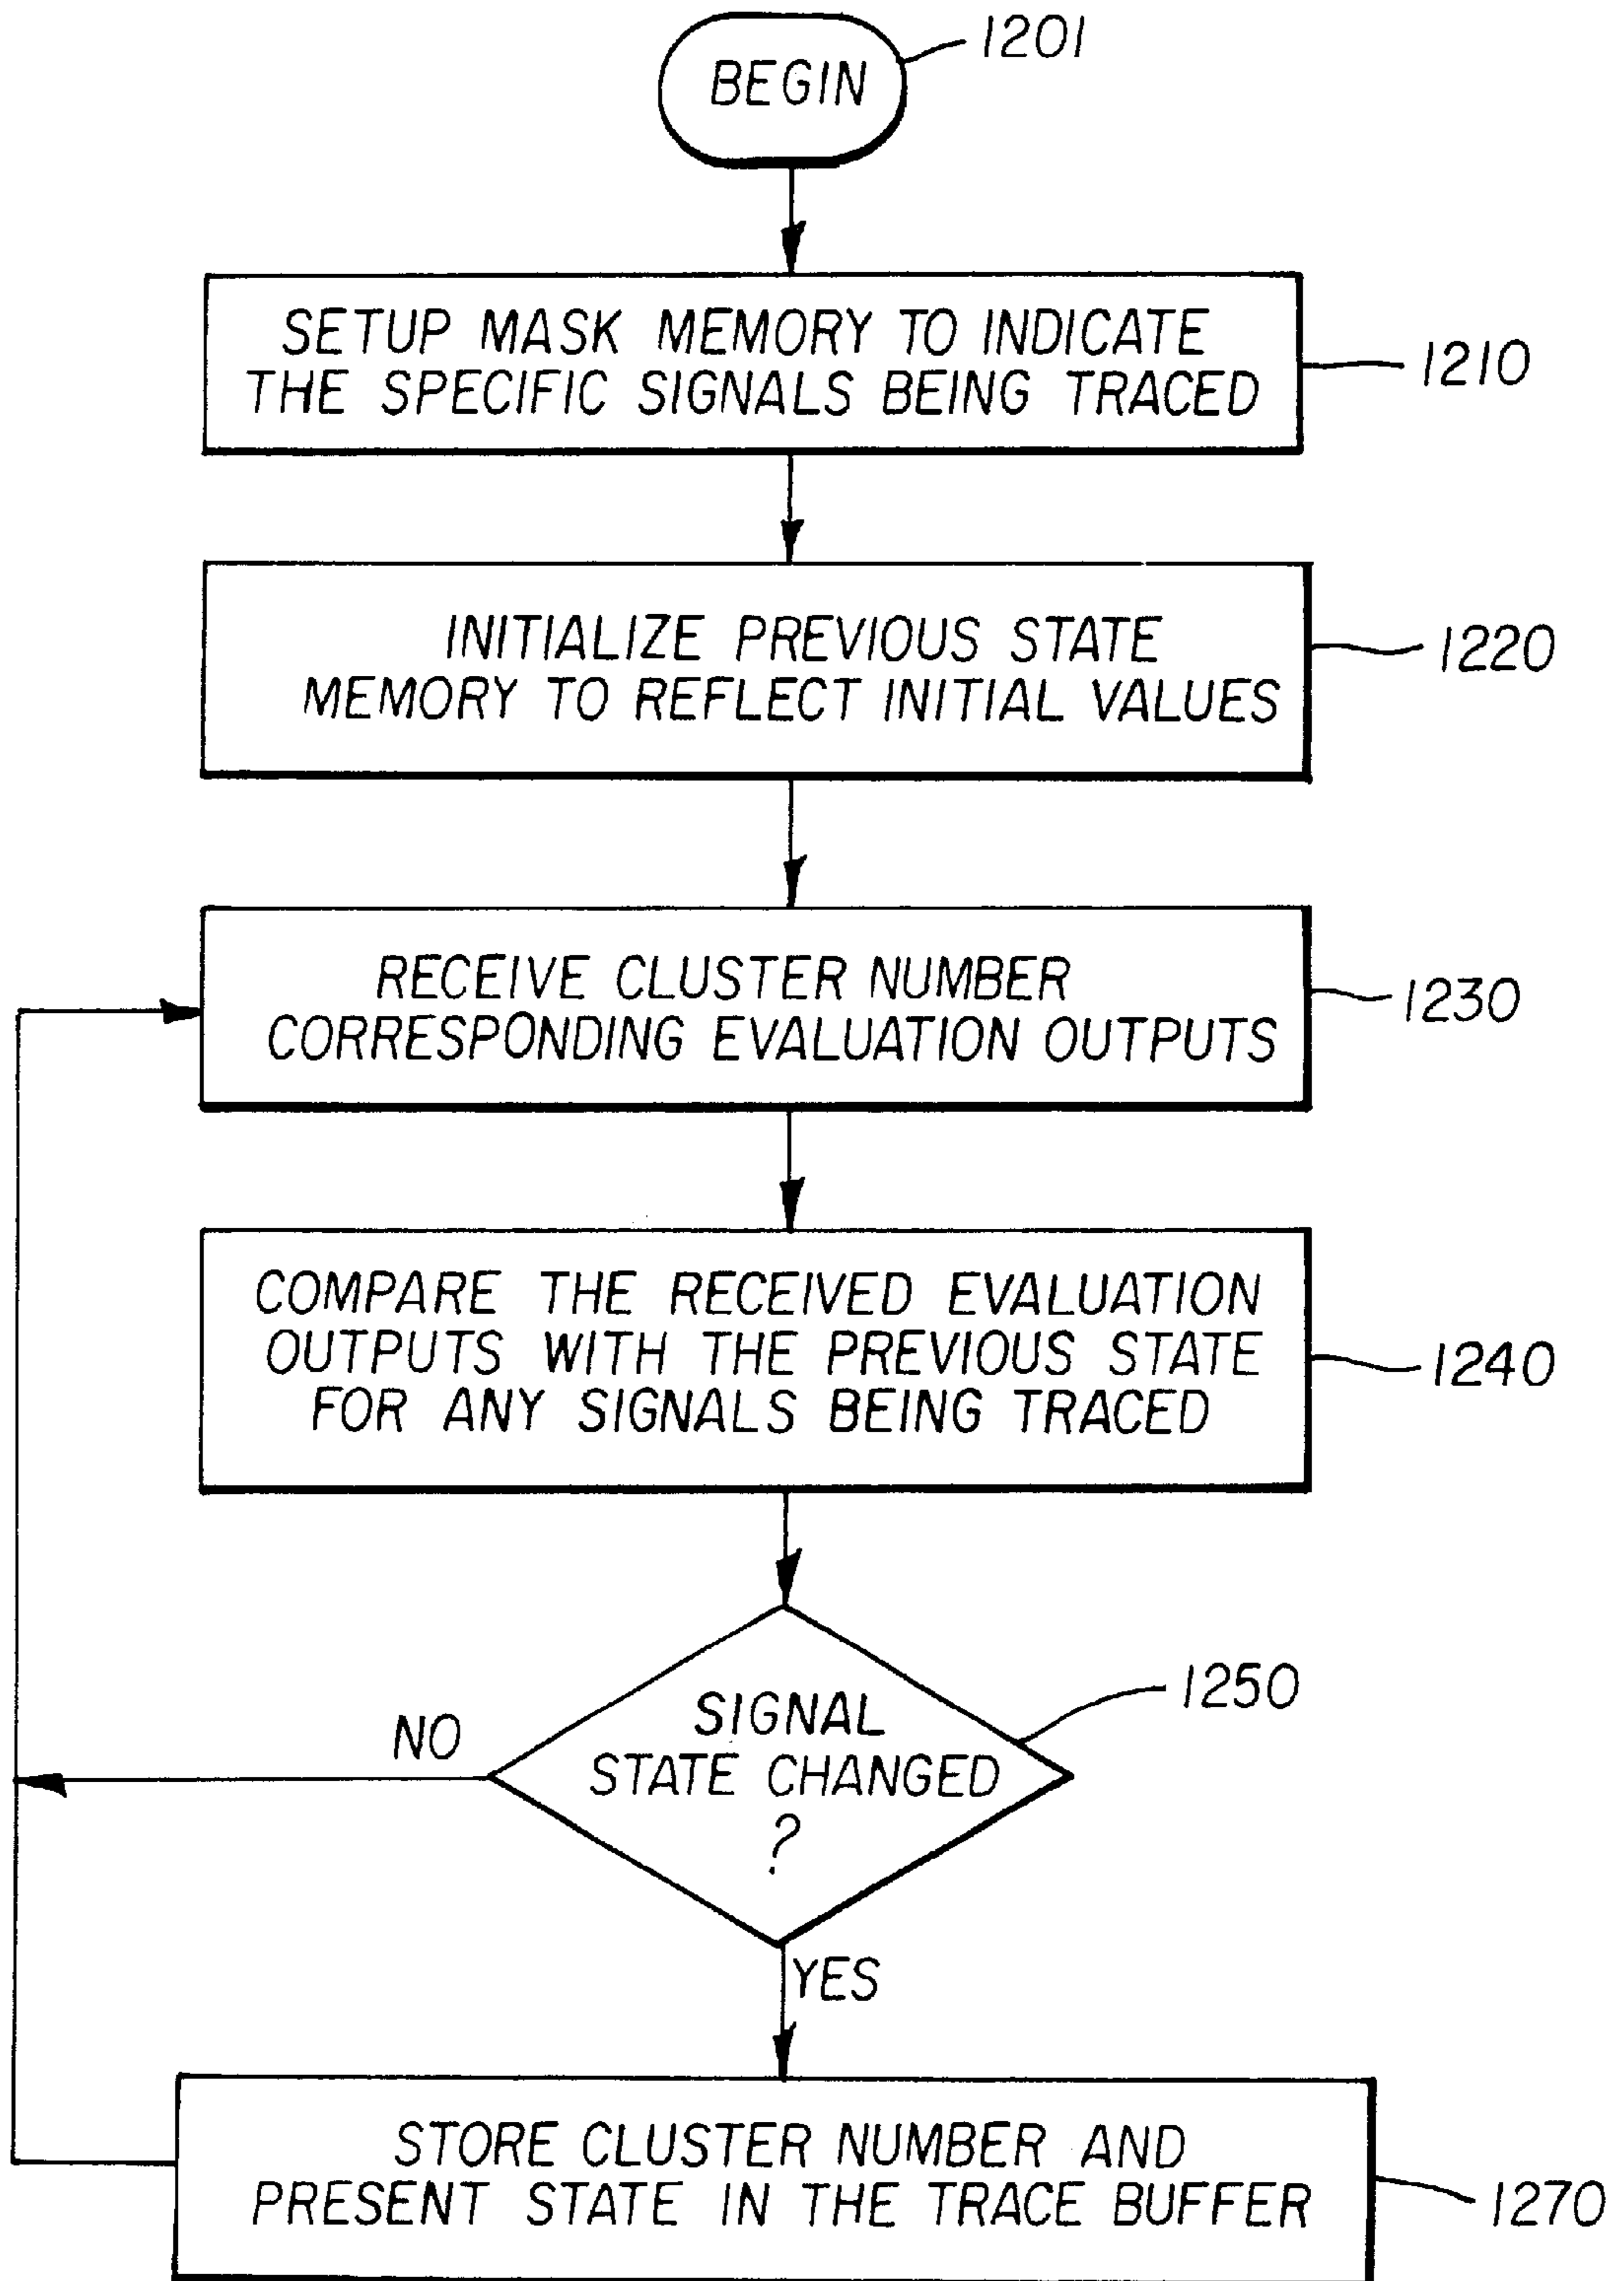 BEGIN
1201
SETUP MASK MEMORY TO INDICATE
THE SPECIFIC SIGNALS BEING TRACED
1210
INITIALIZE PREVIOUS STATE
MEMORY TO REFLECT INITIAL VALUES
1220
RECEIVE CLUSTER NUMBER
CORRESPONDING EVALUATION OUTPUTS
1230
COMPARE THE RECEIVED EVALUATION
OUTPUTS WITH THE PREVIOUS STATE
FOR ANY SIGNALS BEING TRACED
1240
SIGNAL
STATE CHANGED
?
1250
NO
YES
STORE CLUSTER NUMBER AND
PRESENT STATE IN THE TRACE BUFFER
1270